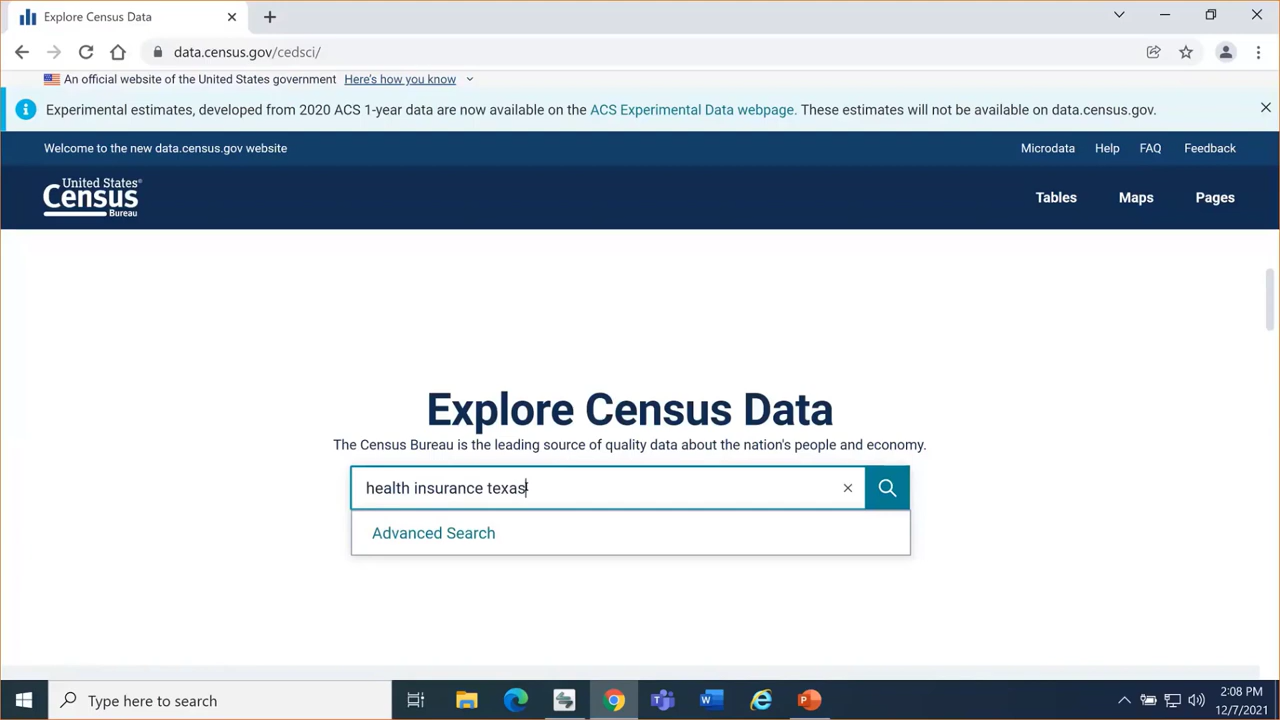 Explore Census Data
data.census.gov/cedsci/
An official website of the United States government Here's how you know
Experimental estimates, developed from 2020 ACS 1-year data are now available on the ACS Experimental Data webpage. These estimates will not be available on data.census.gov.
Welcome to the new data.census.gov website Microdata Help FAQ Feedback
United States® Census Bureau
Tables Maps Pages
Explore Census Data
The Census Bureau is the leading source of quality data about the nation's people and economy.
health insurance texas
Advanced Search
Type here to search
2:08 PM
12/7/2021